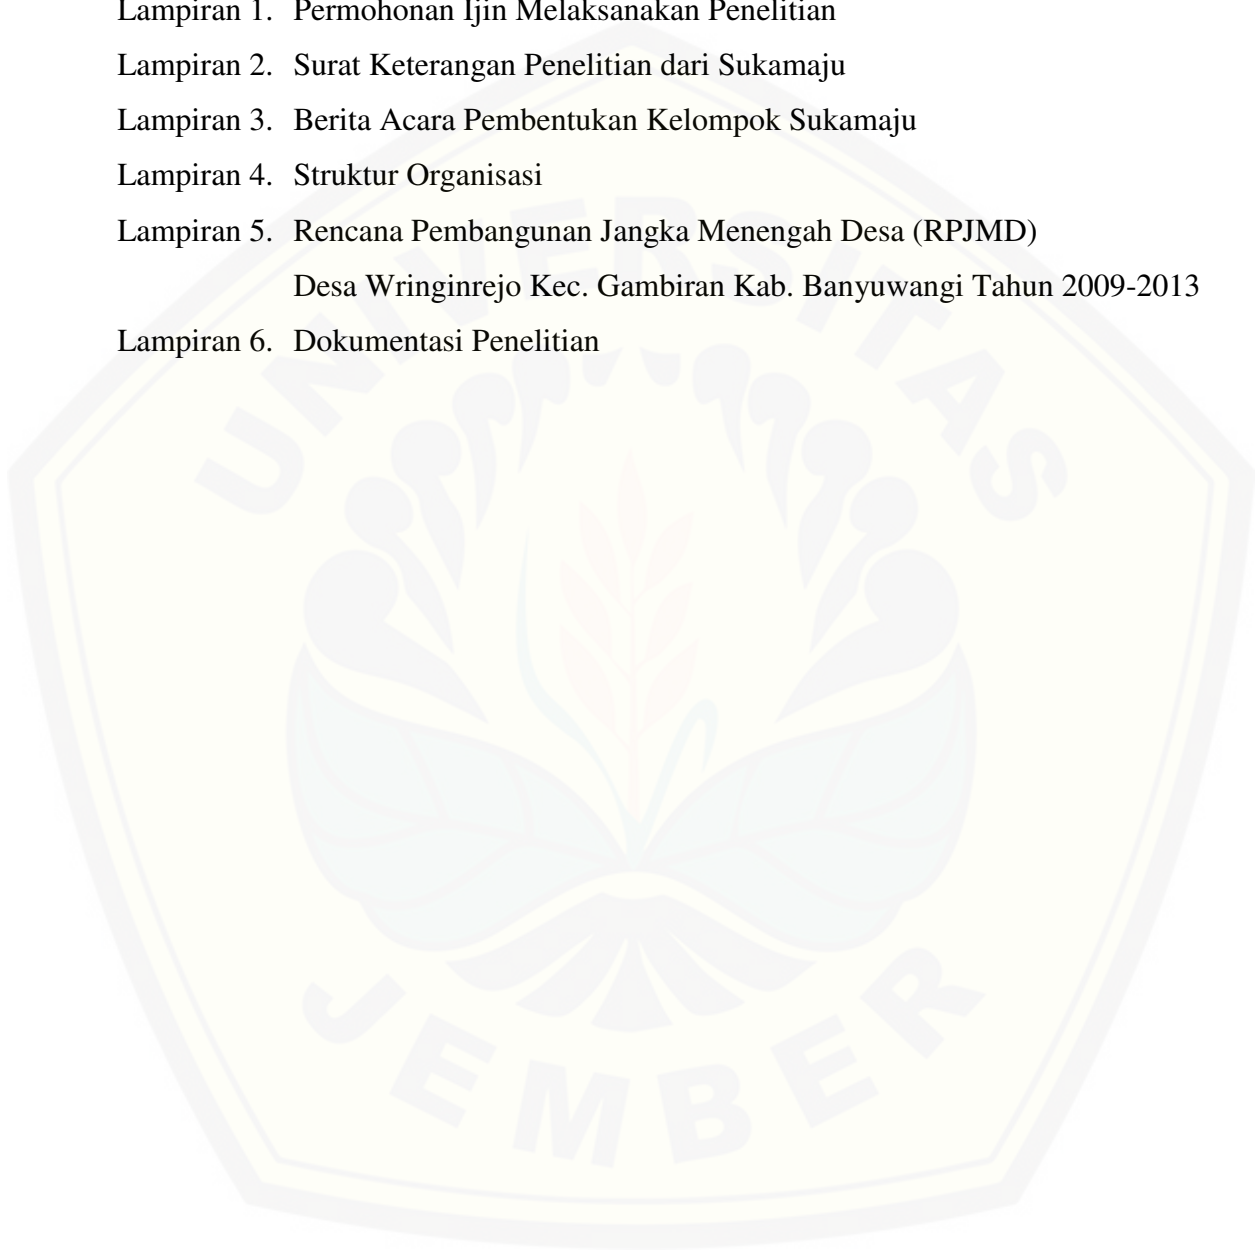 Lampiran 1. Permohonan Ijin Melaksanakan Penelitian
Lampiran 2. Surat Keterangan Penelitian dari Sukamaju
Lampiran 3. Berita Acara Pembentukan Kelompok Sukamaju
Lampiran 4. Struktur Organisasi
Lampiran 5. Rencana Pembangunan Jangka Menengah Desa (RPJMD)
Desa Wringinrejo Kec. Gambiran Kab. Banyuwangi Tahun 2009-2013
Lampiran 6. Dokumentasi Penelitian
UNIVERSITAS
JEMBER